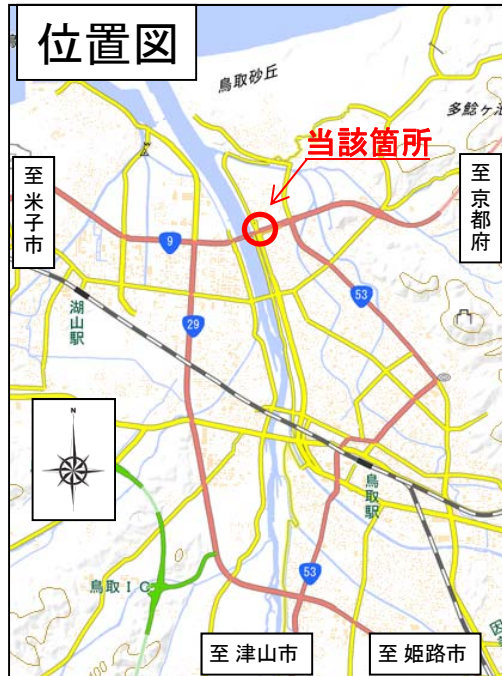 位置図
鳥取砂丘
多鯰ヶ池
当該箇所
至 米子市
至 京都府
9
53
29
湖山駅
N
鳥取駅
鳥取IC
53
至 津山市
至 姫路市